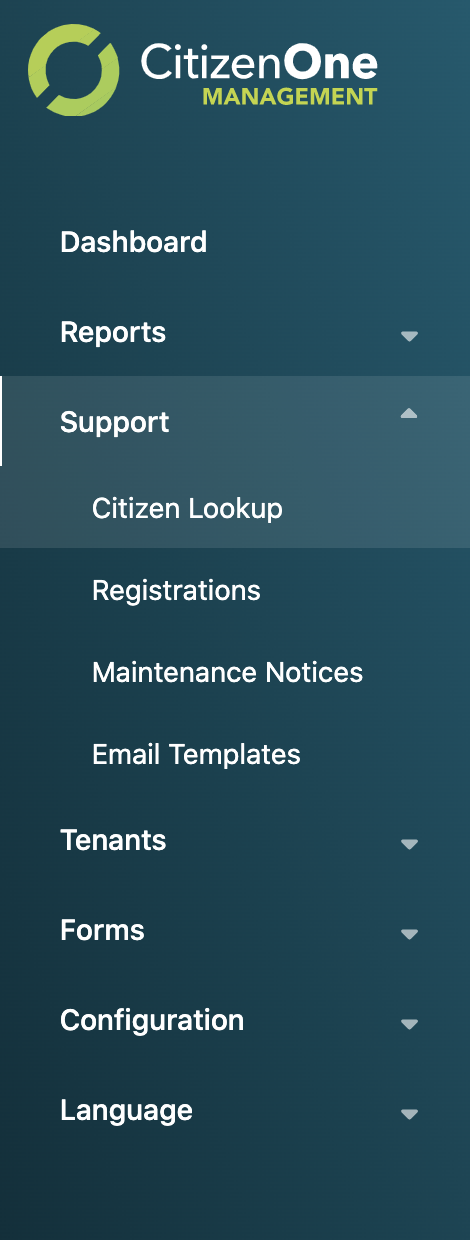 CitizenOne
MANAGEMENT
Dashboard
Reports
Support
Citizen Lookup
Registrations
Maintenance Notices
Email Templates
Tenants
Forms
Configuration
Language